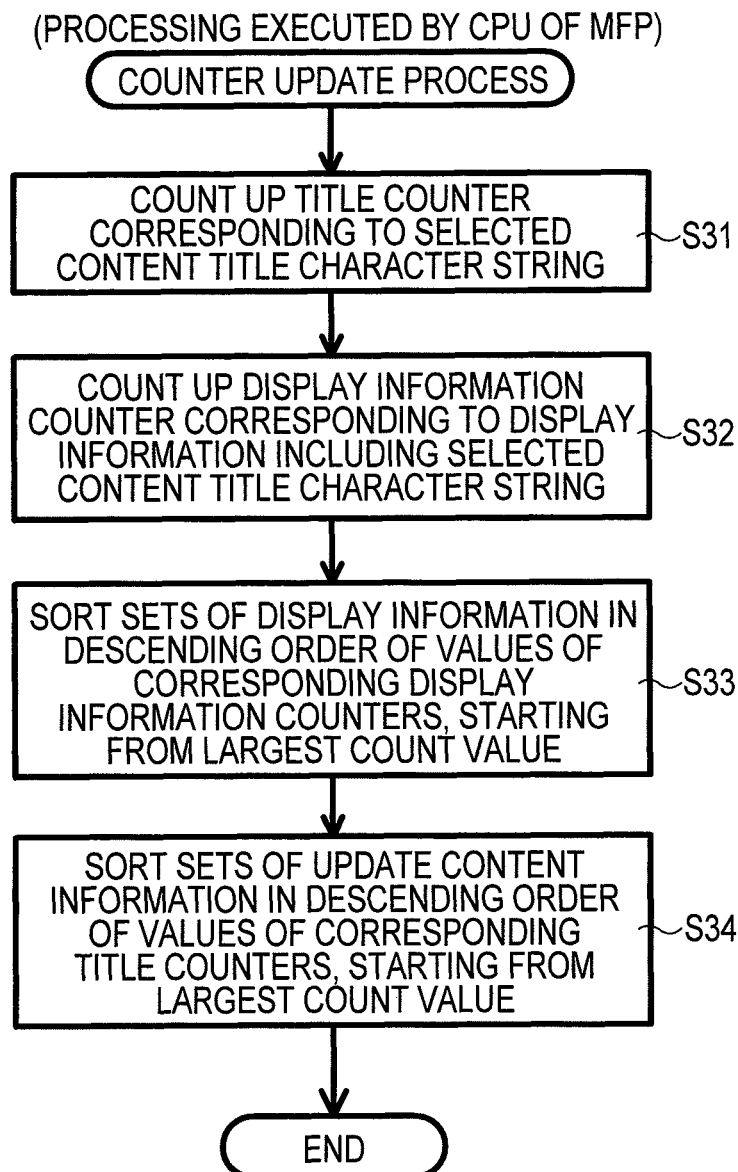 (PROCESSING EXECUTED BY CPU OF MFP)
COUNTER UPDATE PROCESS
COUNT UP TITLE COUNTER
CORRESPONDING TO SELECTED
CONTENT TITLE CHARACTER STRING
S31
COUNT UP DISPLAY INFORMATION
COUNTER CORRESPONDING TO DISPLAY
INFORMATION INCLUDING SELECTED
CONTENT TITLE CHARACTER STRING
S32
SORT SETS OF DISPLAY INFORMATION IN
DESCENDING ORDER OF VALUES OF
CORRESPONDING DISPLAY
INFORMATION COUNTERS, STARTING
FROM LARGEST COUNT VALUE
S33
SORT SETS OF UPDATE CONTENT
INFORMATION IN DESCENDING ORDER
OF VALUES OF CORRESPONDING
TITLE COUNTERS, STARTING FROM
LARGEST COUNT VALUE
S34
END